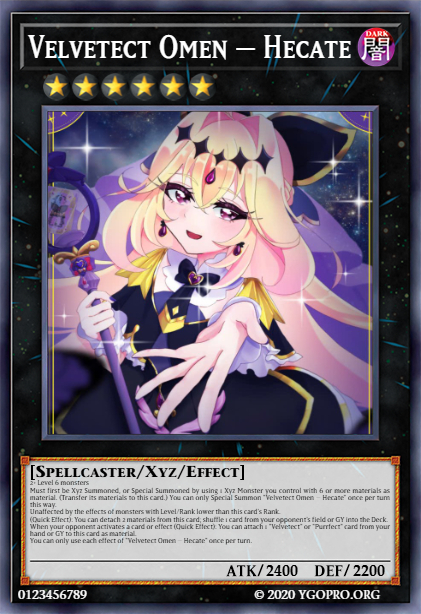 Velvetect Omen – Hecate
DARK
闇
[Spellcaster/Xyz/Effect]
2+ Level 6 monsters
Must first be Xyz Summoned, or Special Summoned by using 1 Xyz Monster you control with 6 or more materials as
material. (Transfer its materials to this card.) You can only Special Summon "Velvetect Omen – Hecate" once per turn
this way.
Unaffected by the effects of monsters with Level/Rank lower than this card's Rank.
(Quick Effect): You can detach 2 materials from this card; shuffle 1 card from your opponent's field or GY into the Deck.
When your opponent activates a card or effect (Quick Effect): You can attach 1 "Velvetect" or "Purrfect" card from your
hand or GY to this card as material.
You can only use each effect of "Velvetect Omen – Hecate" once per turn.
ATK/2400 DEF/2200
0123456789
© 2020 YGOPRO.ORG